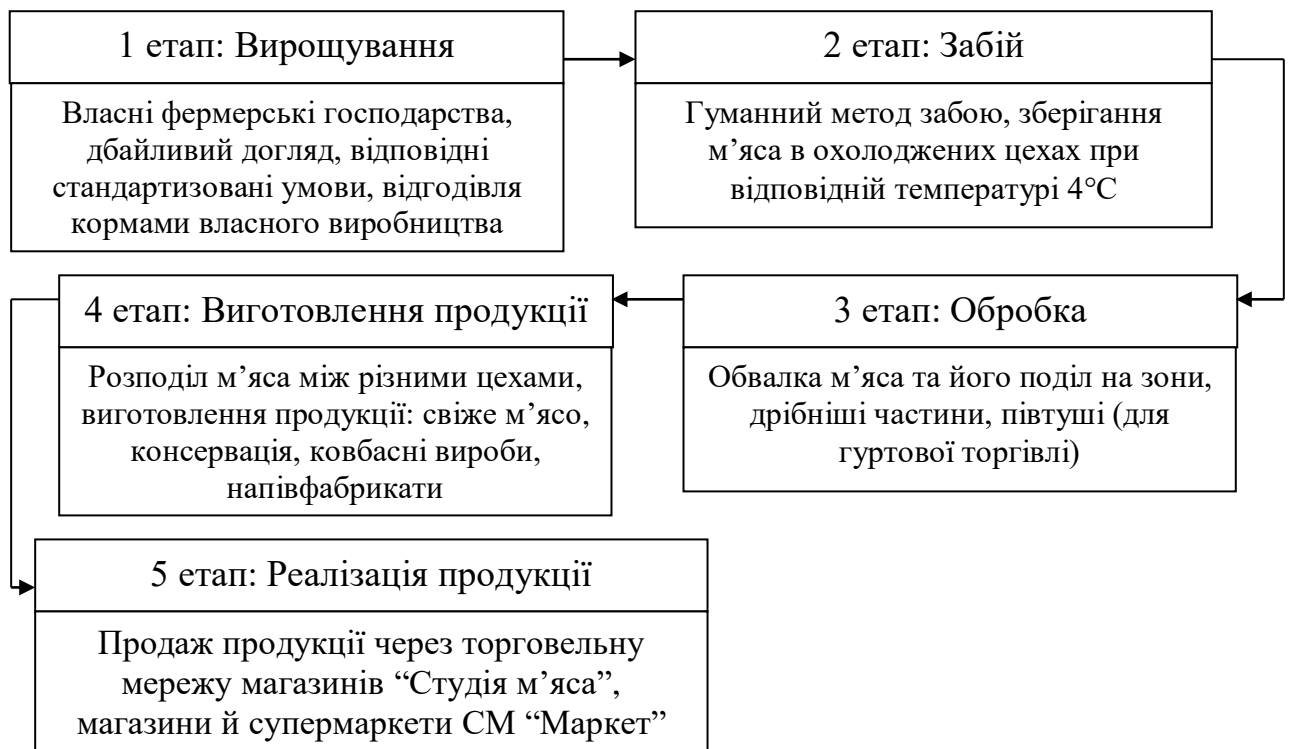 1 етап: Вирощування
Власні фермерські господарства,
дбайливий догляд, відповідні
стандартизовані умови, відгодівля
кормами власного виробництва
2 етап: Забій
Гуманний метод забою, зберігання
м’яса в охолоджених цехах при
відповідній температурі 4°С
3 етап: Обробка
Обвалка м’яса та його поділ на зони,
дрібніші частини, півтуші (для
гуртової торгівлі)
4 етап: Виготовлення продукції
Розподіл м’яса між різними цехами,
виготовлення продукції: свіже м’ясо,
консервація, ковбасні вироби,
напівфабрикати
5 етап: Реалізація продукції
Продаж продукції через торговельну
мережу магазинів “Студія м’яса”,
магазини й супермаркети СМ “Маркет”